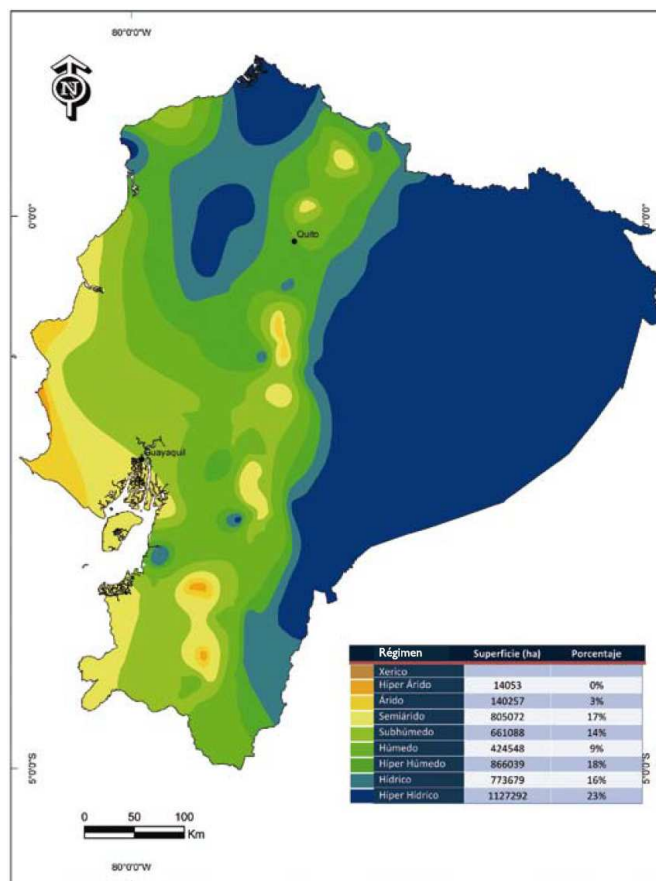 80°0'0"W
N
0°0'0"
0°0'0"
Quito
Guayaquil
Régimen Superficie (ha) Porcentaje
Xerico
Hiper Árido 14053 0%
Árido 140257 3%
Semiárido 805072 17%
Subhúmedo 661088 14%
Húmedo 424548 9%
Hiper Húmedo 866039 18%
Hídrico 773679 16%
Hiper Hídrico 1127292 23%
5°0'0"S
5°0'0"S
0 50 100
Km
80°0'0"W